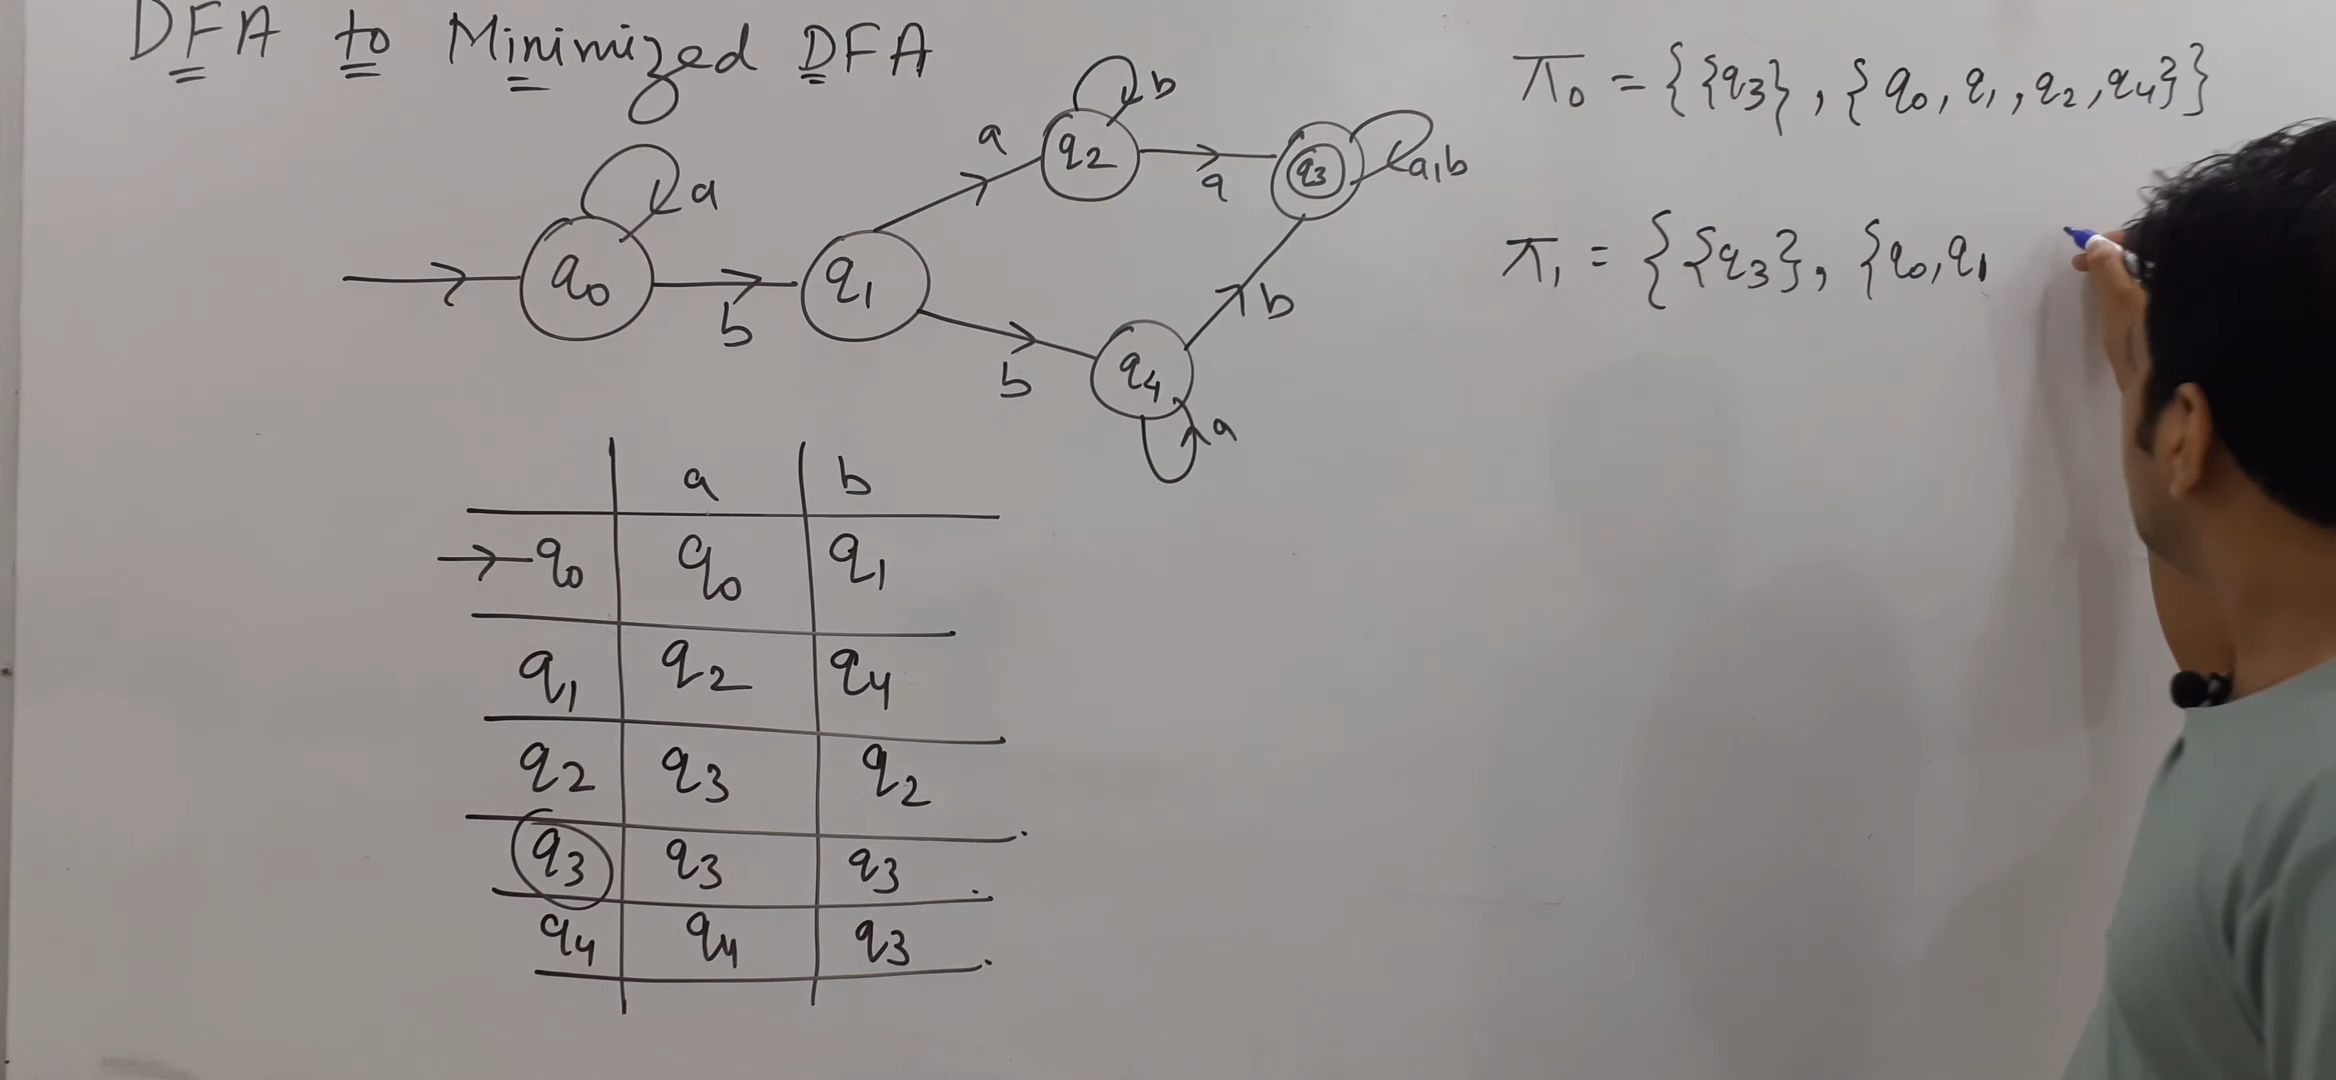 DFA to Minimized DFA
π0 = {{q3}, {q0, q1, q2, q4}}
π1 = {{q3}, {q0, q1
b
a
q2
a
q3
a,b
a
q0
b
q1
b
b
q4
a
a b
→ q0 q0 q1
q1 q2 q4
q2 q3 q2
q3 q3 q3
q4 q4 q3